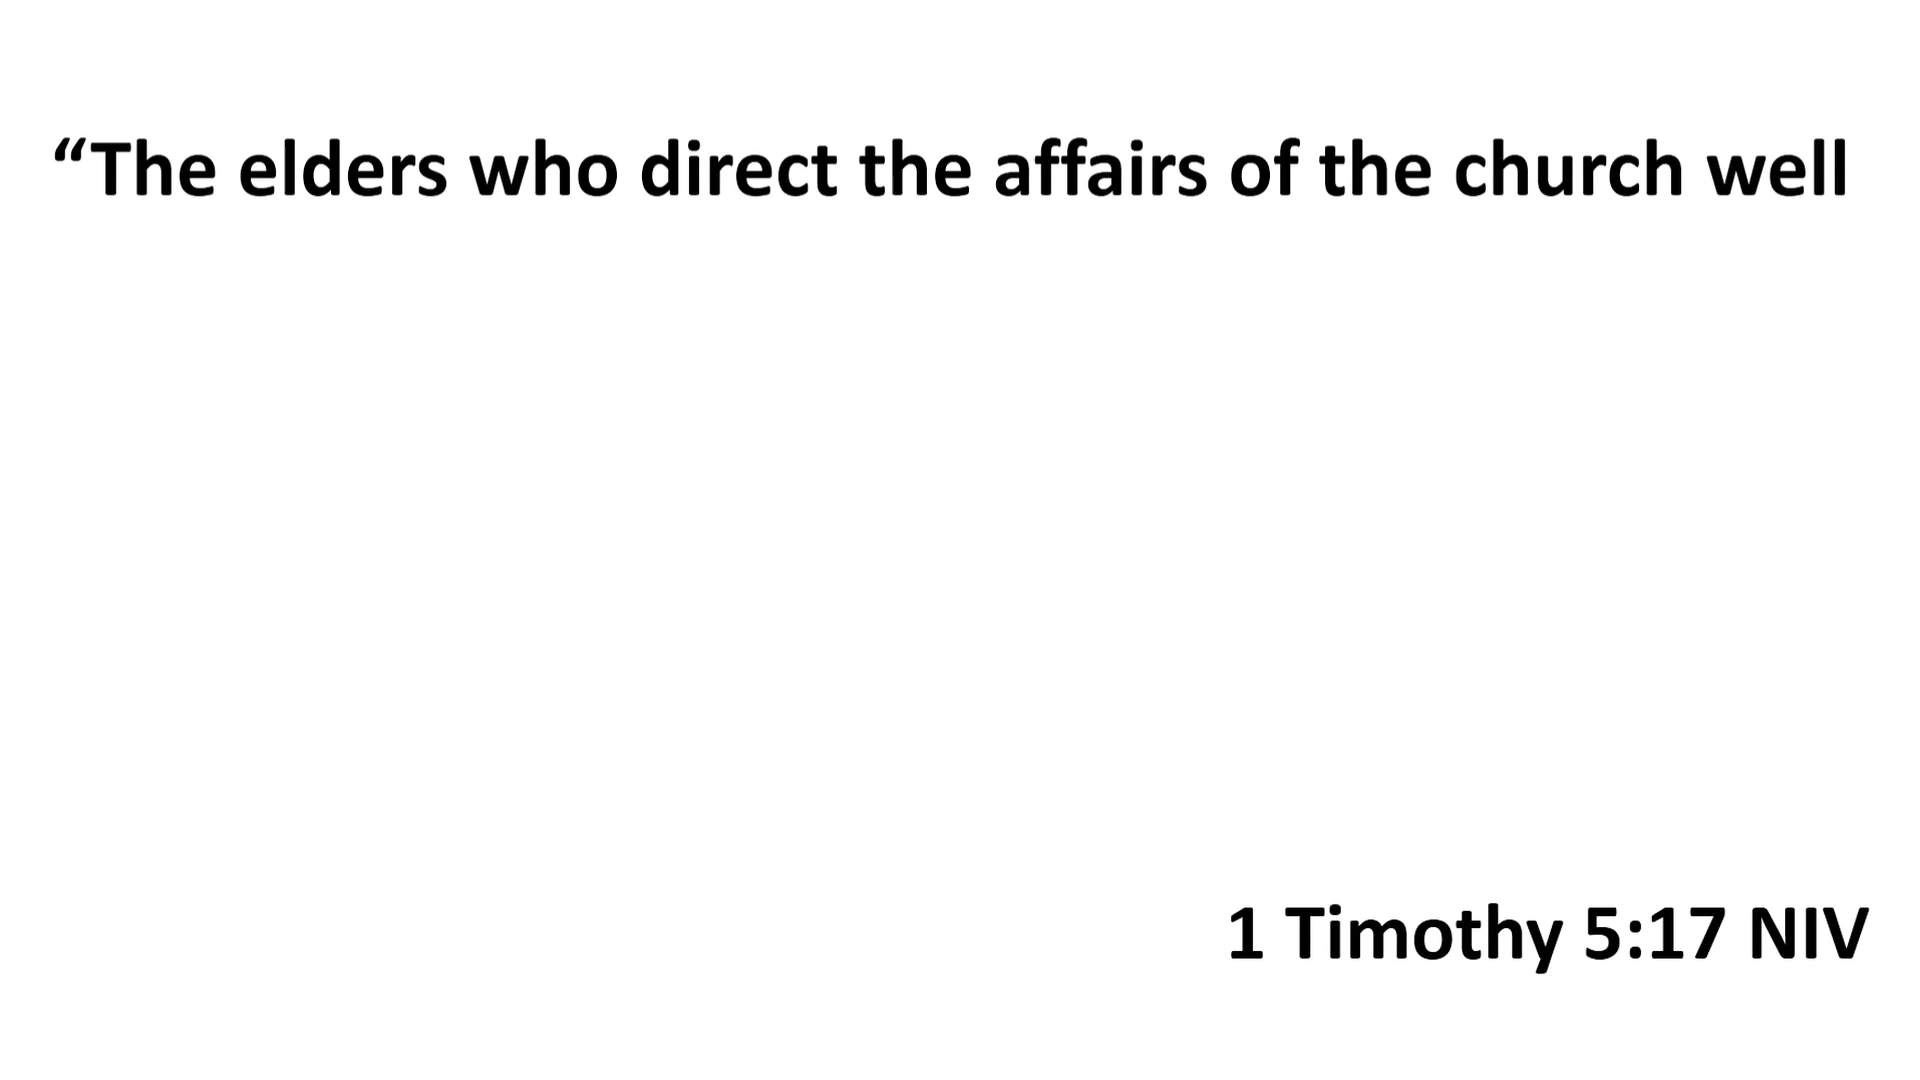 “The elders who direct the affairs of the church well
1 Timothy 5:17 NIV